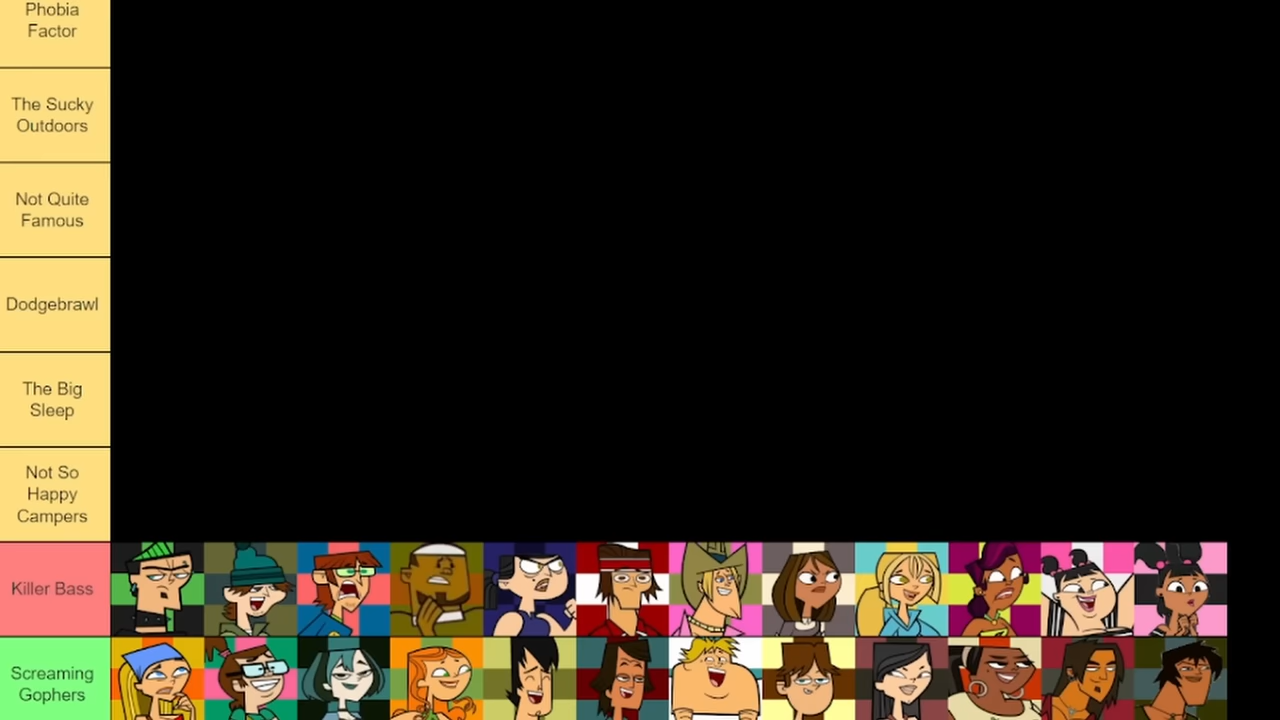 Phobia
Factor
The Sucky
Outdoors
Not Quite
Famous
Dodgebrawl
The Big
Sleep
Not So
Happy
Campers
Killer Bass
Screaming
Gophers